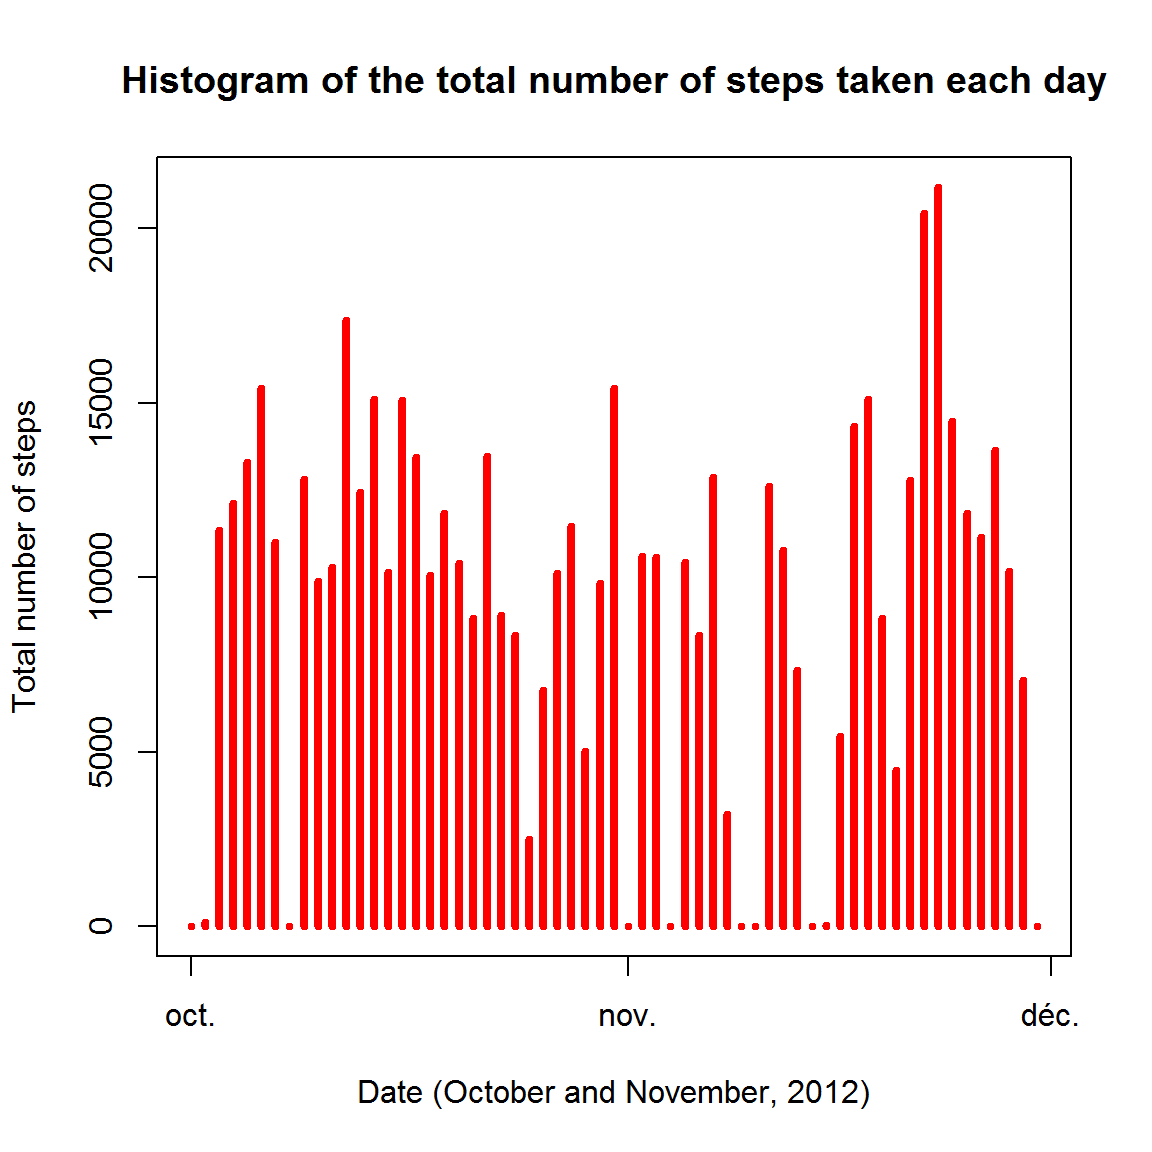 Histogram of the total number of steps taken each day
Total number of steps
20000
15000
10000
5000
0
oct.
nov.
déc.
Date (October and November, 2012)